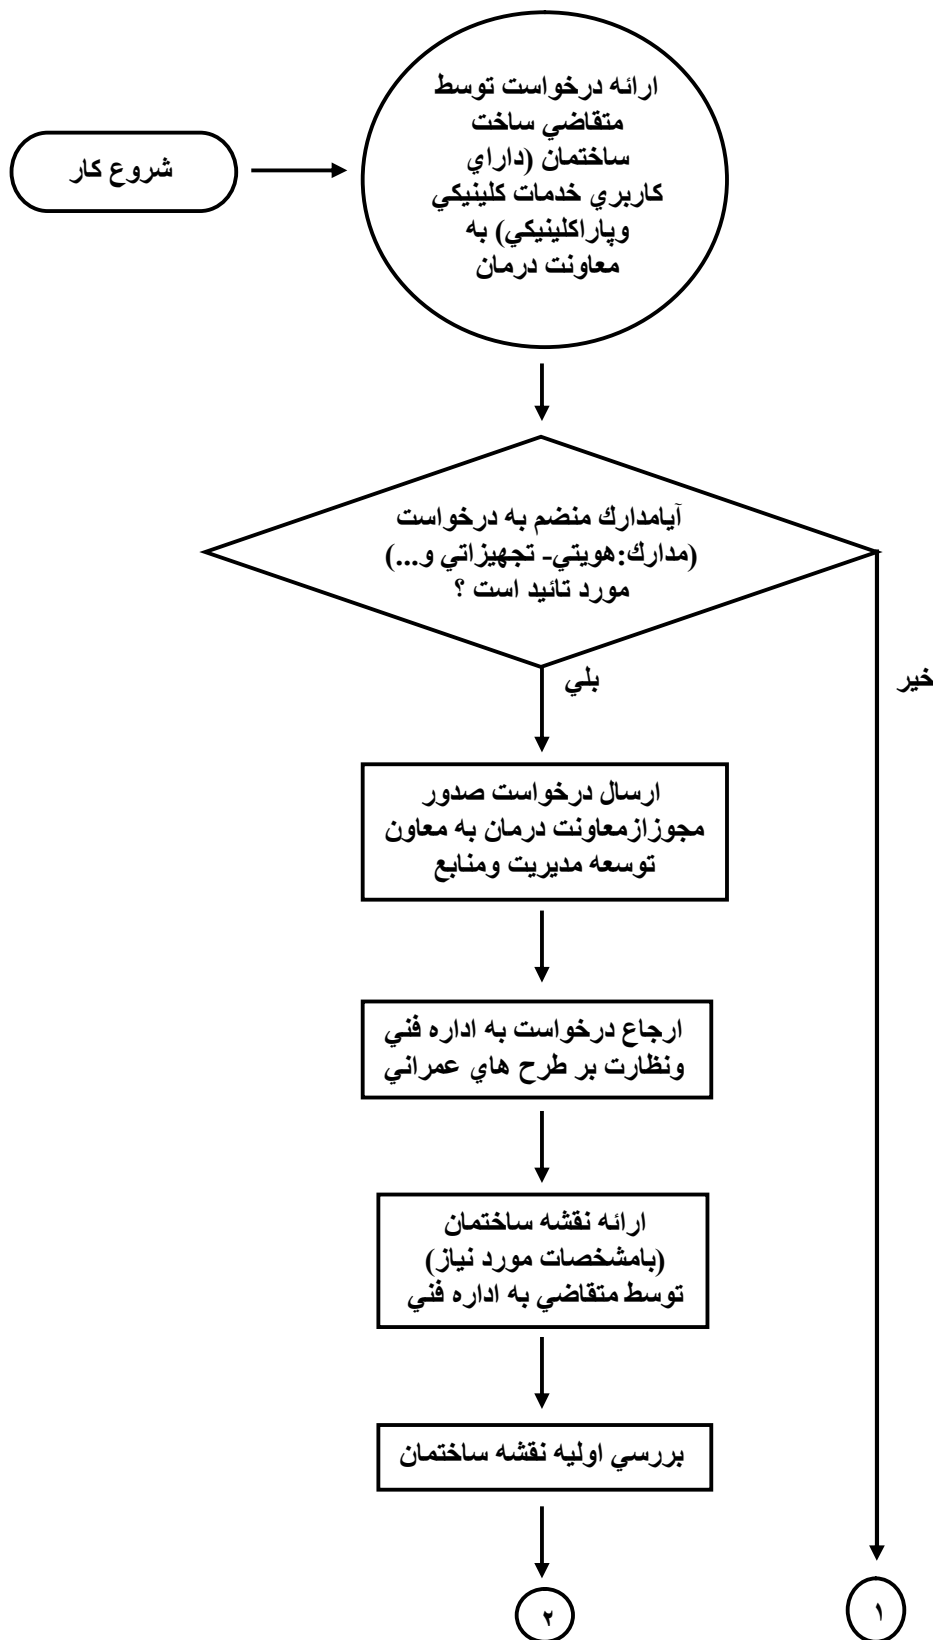 شروع کار
ارائه درخواست توسط
متقاضي ساخت
ساختمان (داراي
کاربري خدمات کلينيکي
وپاراکلينيکي) به
معاونت درمان
آيامدارك منضم به درخواست
(مدارك:هويتي- تجهيزاتي و...)
مورد تائيد است ؟
بلي
خير
ارسال درخواست صدور
مجوزازمعاونت درمان به معاون
توسعه مديريت ومنابع
ارجاع درخواست به اداره فني
ونظارت بر طرح هاي عمراني
ارائه نقشه ساختمان
(بامشخصات مورد نياز)
توسط متقاضي به اداره فني
بررسي اوليه نقشه ساختمان
۲
۱